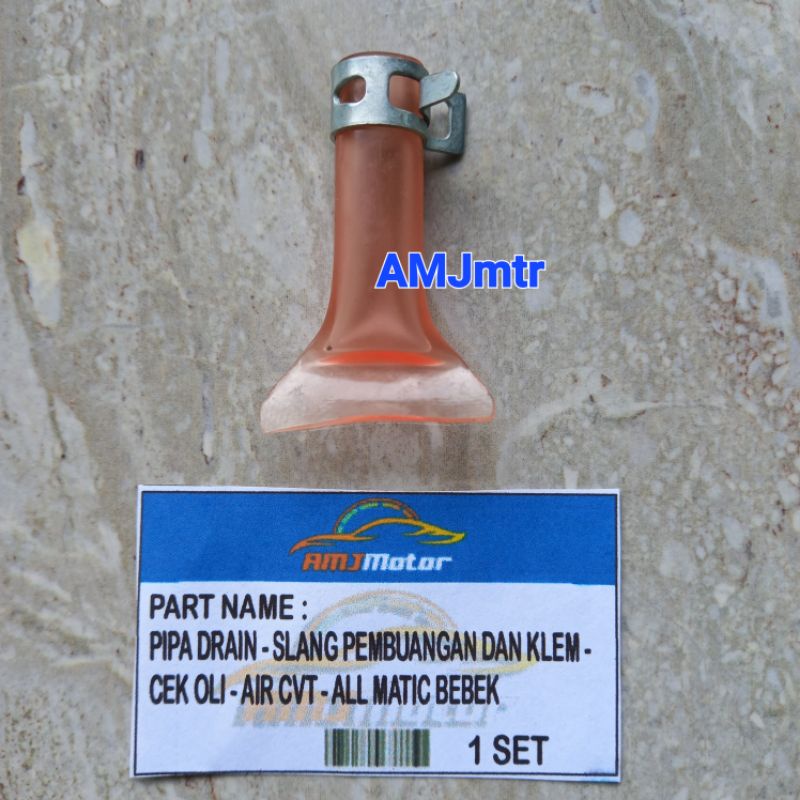 AMJmtr
AMJMotor
PART NAME :
PIPA DRAIN - SLANG PEMBUANGAN DAN KLEM -
CEK OLI - AIR CVT - ALL MATIC BEBEK
1 SET